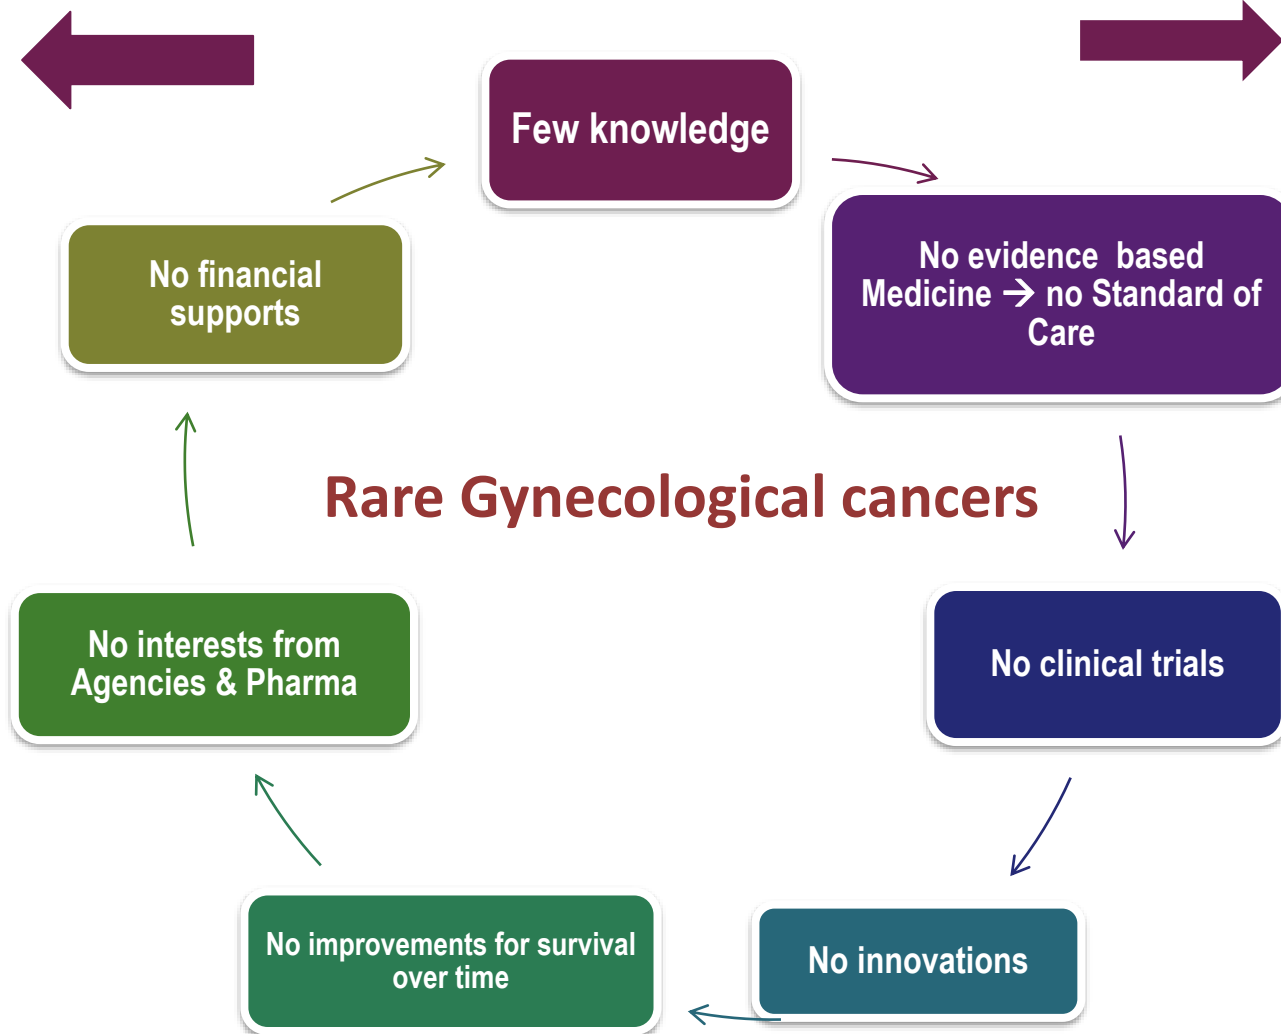 Few knowledge
No evidence based
Medicine → no Standard of
Care
No clinical trials
No innovations
No improvements for survival
over time
No interests from
Agencies & Pharma
No financial
supports
Rare Gynecological cancers